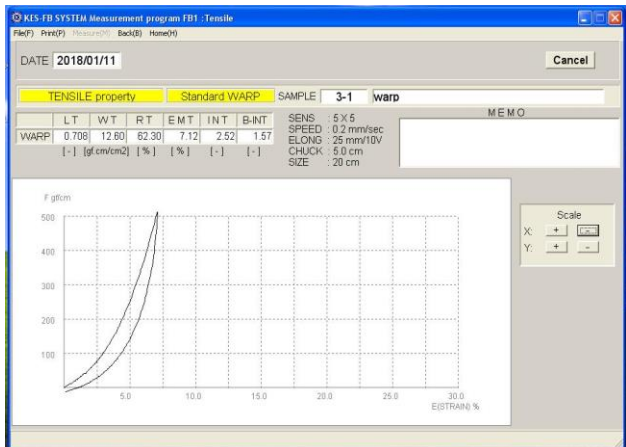 KES-FB SYSTEM Measurement program FB1 :Tensile
File(F) Print(P) Measure(M) Back(B) Home(H)
DATE 2018/01/11 Cancel
TENSILE property Standard WARP SAMPLE 3-1 warp
LT WT RT EMT INT B-INT
WARP 0.708 12.60 62.30 7.12 2.52 1.57
[-] [gf.cm/cm2] [%] [%] [-] [-]
SENS : 5 X 5
SPEED : 0.2 mm/sec
ELONG : 25 mm/10V
CHUCK : 5.0 cm
SIZE : 20 cm
MEMO
F gf/cm
500
400
300
200
100
5.0 10.0 15.0 20.0 25.0 30.0
E(STRAIN) %
Scale
X: + -
Y: + -